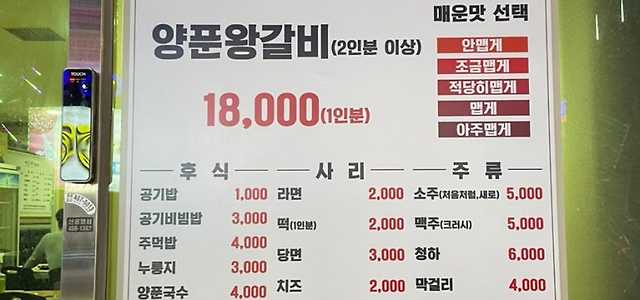 매운맛 선택
양푼왕갈비(2인분 이상)
안맵게
조금맵게
적당히맵게
맵게
아주맵게
18,000(1인분)
후 식 사 리 주 류
공기밥 1,000 라면 2,000 소주(처음처럼,새로) 5,000
공기비빔밥 3,000 떡(1인분) 2,000 맥주(크러시) 5,000
주먹밥 4,000 당면 3,000 청하 6,000
누룽지 3,000 치즈 2,000 막걸리 4,000
양푼국수 4,000
TOUCH